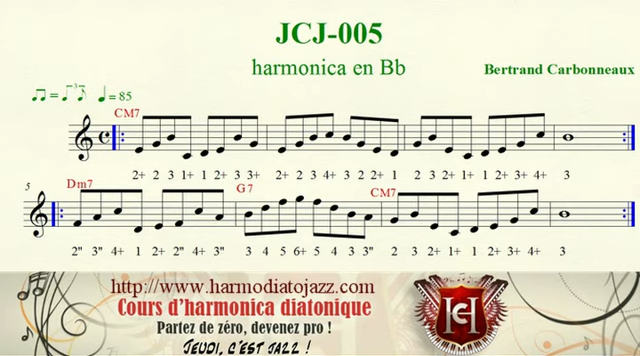 JCJ-005
harmonica en Bb
Bertrand Carbonneaux
= 3 = 85
CM7
2+ 2 3 1+ 1 2+ 3 3+ 3 2 2+ 3 2 2+ 1 2 3 2+ 1+ 1 2+ 3+ 4+ 3
5
Dm7 G7 CM7
2" 3" 4+ 1 2+ 2" 4+ 3" 3 4 5 6+ 5 4 3 3" 2 3 2+ 1+ 1 2+ 3+ 4+ 3
http://www.harmodiatojazz.com
Cours d'harmonica diatonique
Partez de zéro, devenez pro !
JEUDI, C'EST JAZZ !
H